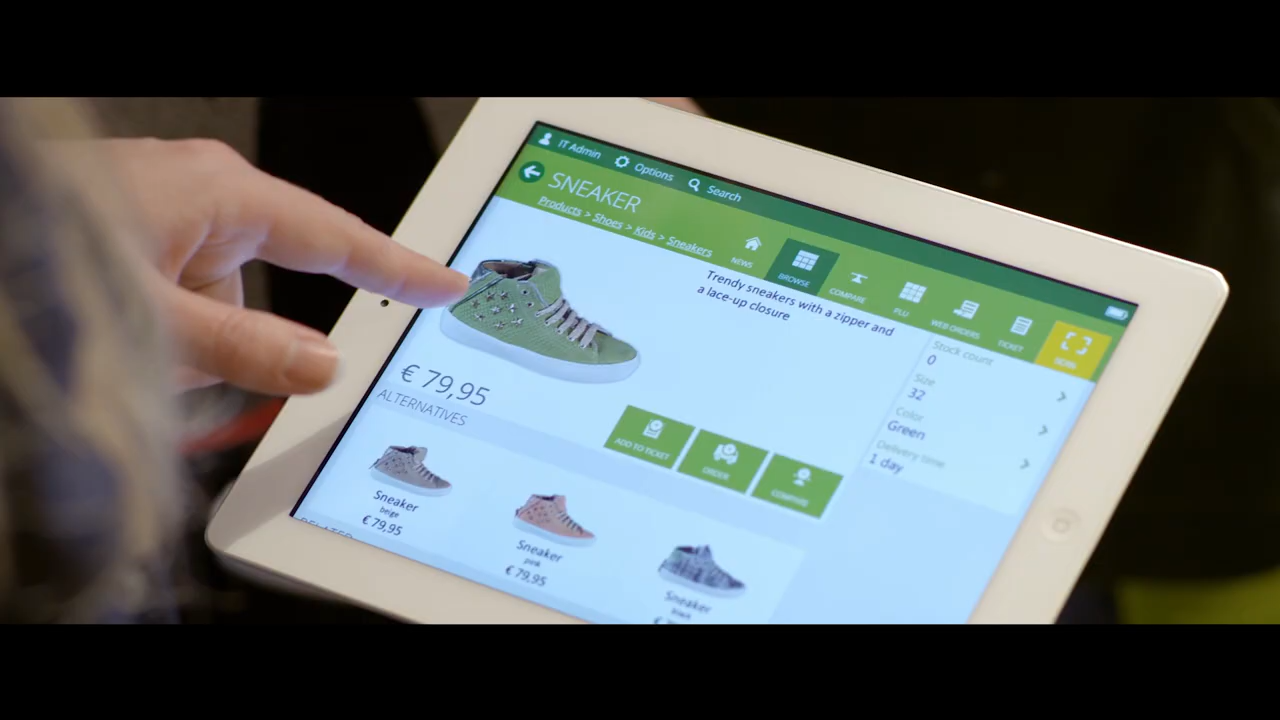 IT Admin Options Search
SNEAKER
Products > Shoes > Kids > Sneakers
NEWS
BROWSE
COMPARE
PLU
WEB ORDERS
TICKET
Trendy sneakers with a zipper and
a lace-up closure
Stock count
0
Size
32
Color
Green
Delivery time
1 day
€ 79,95
ADD TO TICKET
ORDER
COMPARE
ALTERNATIVES
Sneaker
beige
€ 79,95
Sneaker
pink
€ 79,95
Sneaker
RELATED